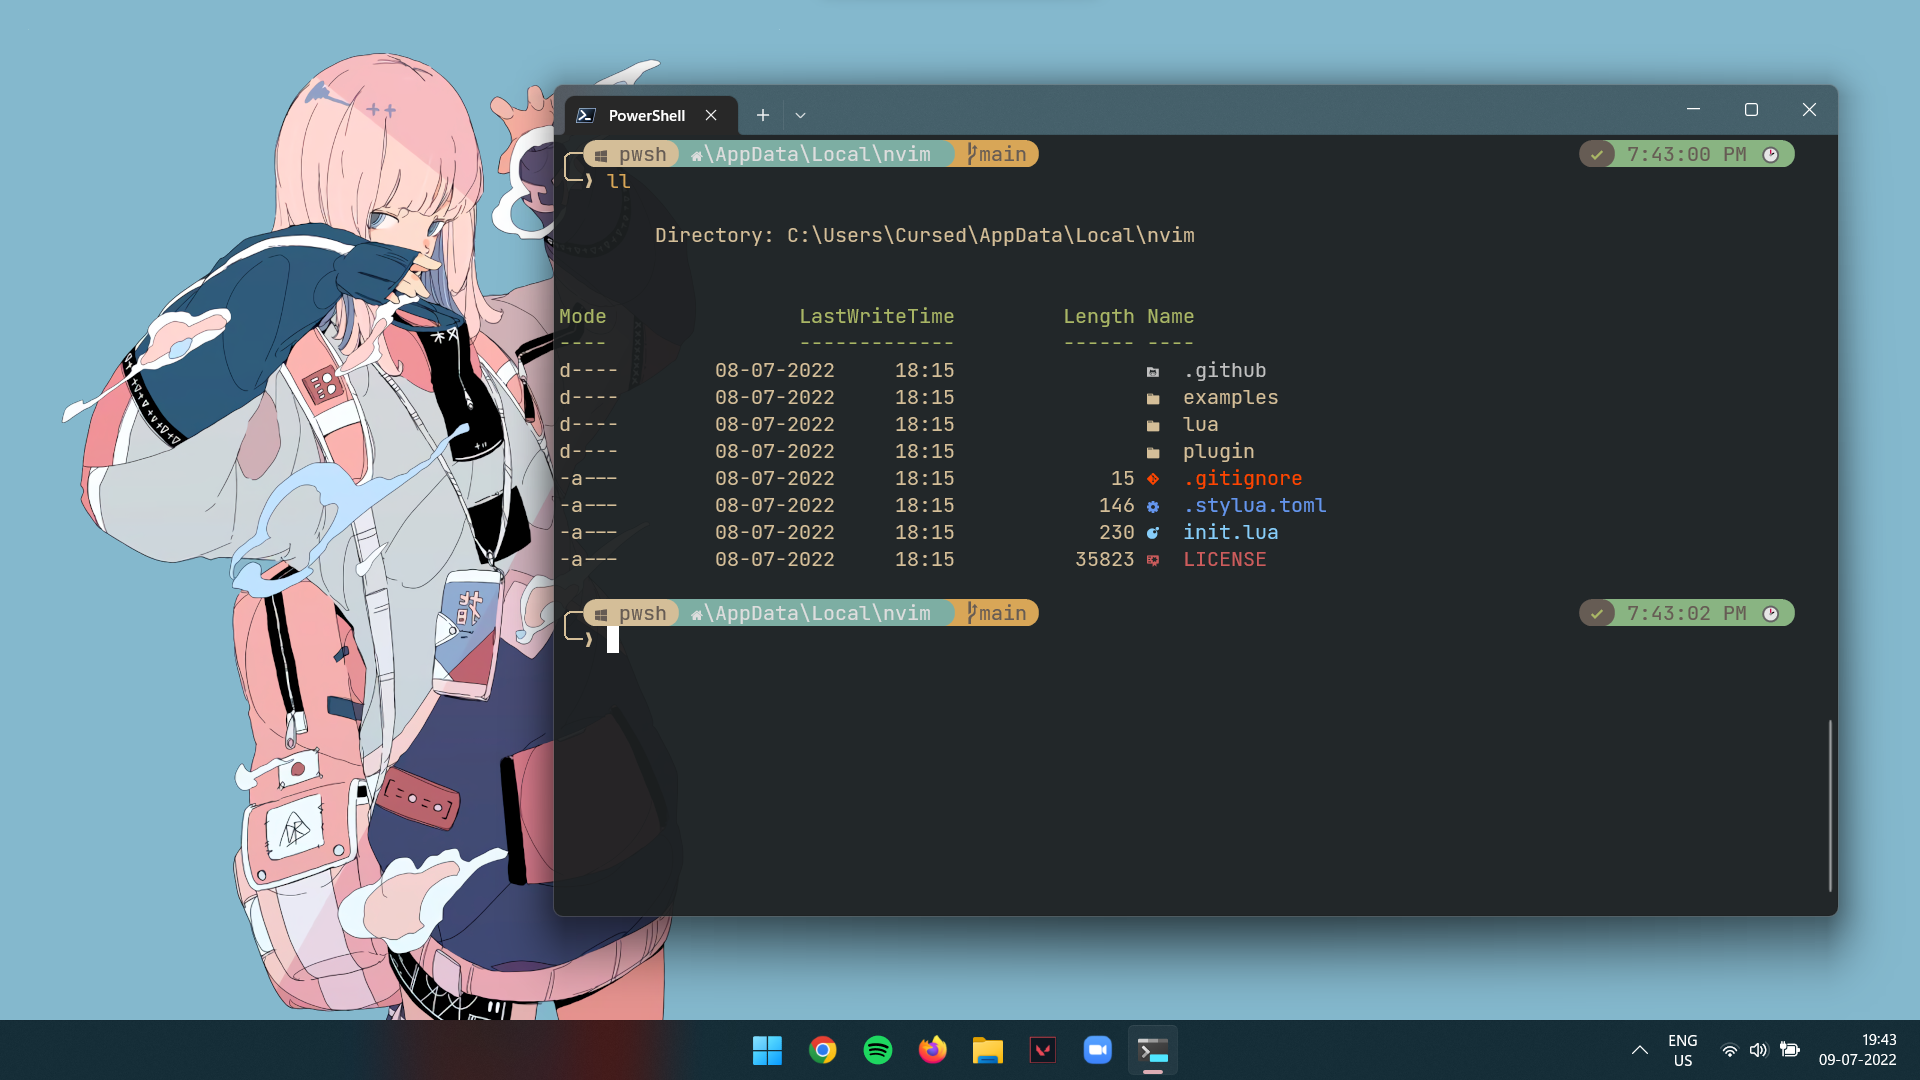 PowerShell
pwsh \AppData\Local\nvim main 7:43:00 PM
ll
Directory: C:\Users\Cursed\AppData\Local\nvim
Mode LastWriteTime Length Name
---- ------------- ------ ----
d---- 08-07-2022 18:15 .github
d---- 08-07-2022 18:15 examples
d---- 08-07-2022 18:15 lua
d---- 08-07-2022 18:15 plugin
-a--- 08-07-2022 18:15 15 .gitignore
-a--- 08-07-2022 18:15 146 .stylua.toml
-a--- 08-07-2022 18:15 230 init.lua
-a--- 08-07-2022 18:15 35823 LICENSE
pwsh \AppData\Local\nvim main 7:43:02 PM
ENG
US
19:43
09-07-2022